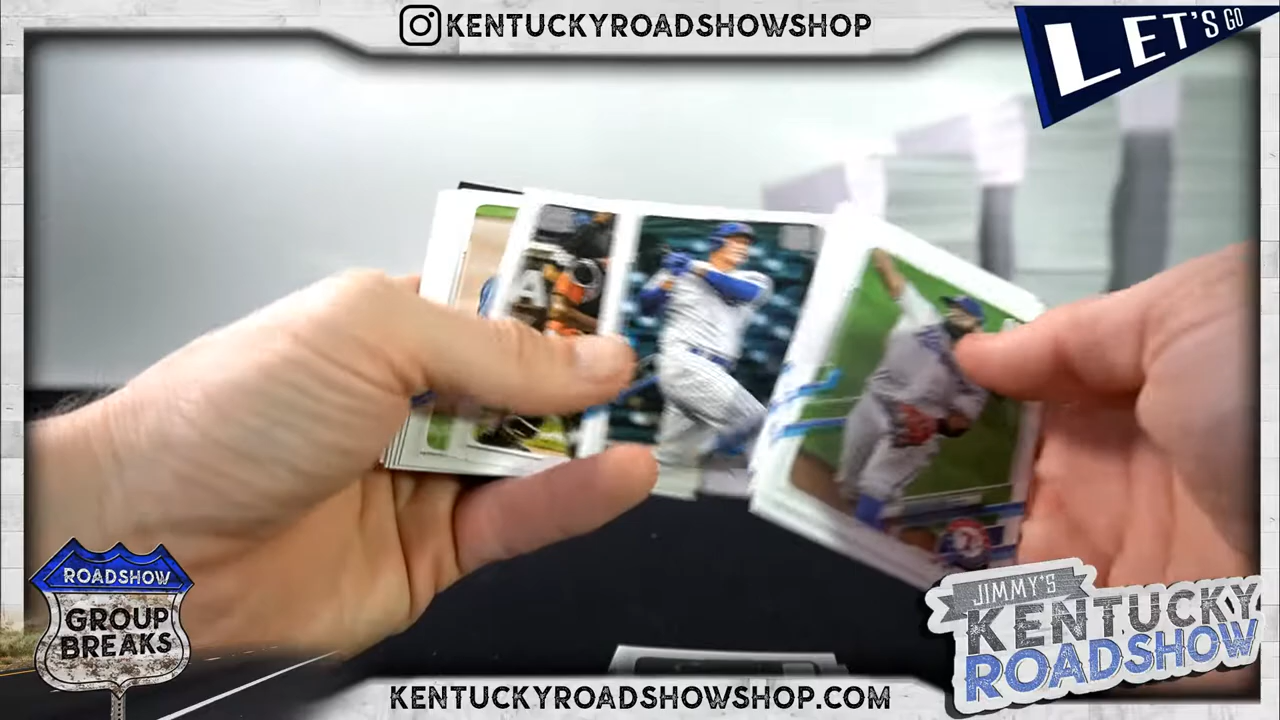 KENTUCKYROADSHOWSHOP
LET'S GO
ROADSHOW
GROUP
BREAKS
JIMMY'S
KENTUCKY
ROADSHOW
KENTUCKYROADSHOWSHOP.COM